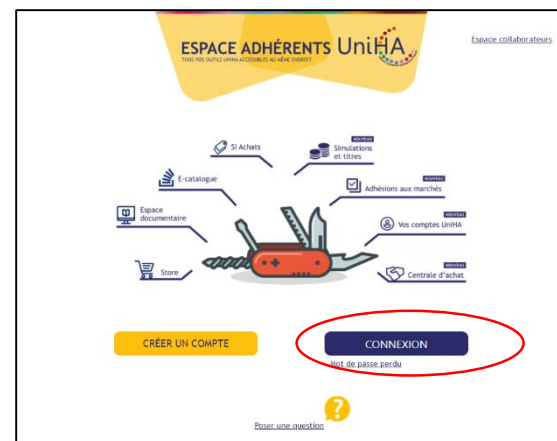 ESPACE ADHÉRENTS UniHA
TOUS VOS OUTILS UNIHA ACCESSIBLES AU MÊME ENDROIT
Espace collaborateurs
SI Achats
NOUVEAU
Simulations
et titres
E-catalogue
NOUVEAU
Adhésions aux marchés
Espace
documentaire
NOUVEAU
Vos comptes UniHA
Store
NOUVEAU
Centrale d'achat
CRÉER UN COMPTE
CONNEXION
Mot de passe perdu
?
Poser une question